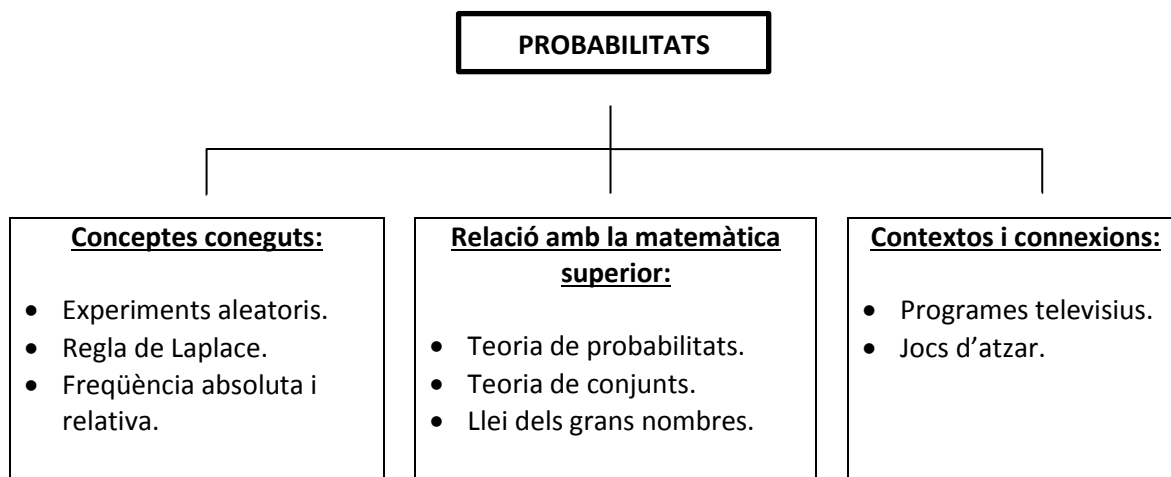 PROBABILITATS
Conceptes coneguts:
• Experiments aleatoris.
• Regla de Laplace.
• Freqüència absoluta i
relativa.
Relació amb la matemàtica
superior:
• Teoria de probabilitats.
• Teoria de conjunts.
• Llei dels grans nombres.
Contextos i connexions:
• Programes televisius.
• Jocs d’atzar.